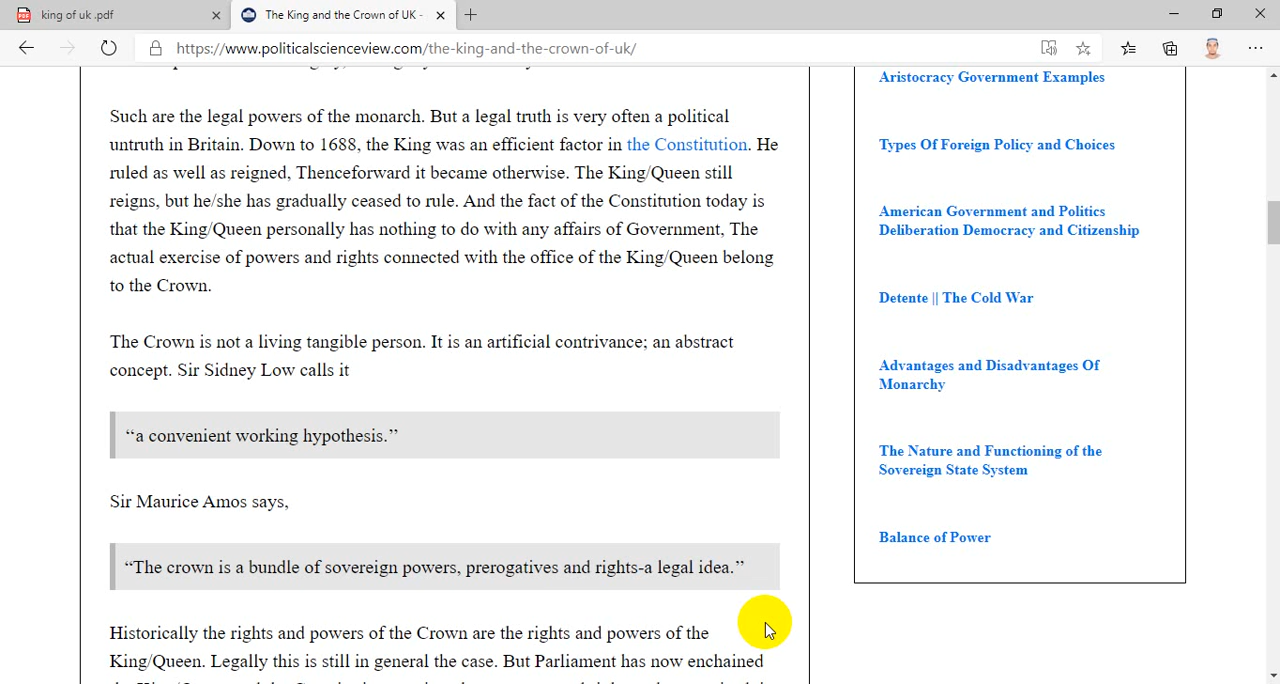 king of uk .pdf
The King and the Crown of UK -
https://www.politicalscienceview.com/the-king-and-the-crown-of-uk/
Such are the legal powers of the monarch. But a legal truth is very often a political
untruth in Britain. Down to 1688, the King was an efficient factor in the Constitution. He
ruled as well as reigned, Thenceforward it became otherwise. The King/Queen still
reigns, but he/she has gradually ceased to rule. And the fact of the Constitution today is
that the King/Queen personally has nothing to do with any affairs of Government, The
actual exercise of powers and rights connected with the office of the King/Queen belong
to the Crown.
The Crown is not a living tangible person. It is an artificial contrivance; an abstract
concept. Sir Sidney Low calls it
“a convenient working hypothesis.”
Sir Maurice Amos says,
“The crown is a bundle of sovereign powers, prerogatives and rights-a legal idea.”
Historically the rights and powers of the Crown are the rights and powers of the
King/Queen. Legally this is still in general the case. But Parliament has now enchained
Aristocracy Government Examples
Types Of Foreign Policy and Choices
American Government and Politics
Deliberation Democracy and Citizenship
Detente || The Cold War
Advantages and Disadvantages Of
Monarchy
The Nature and Functioning of the
Sovereign State System
Balance of Power